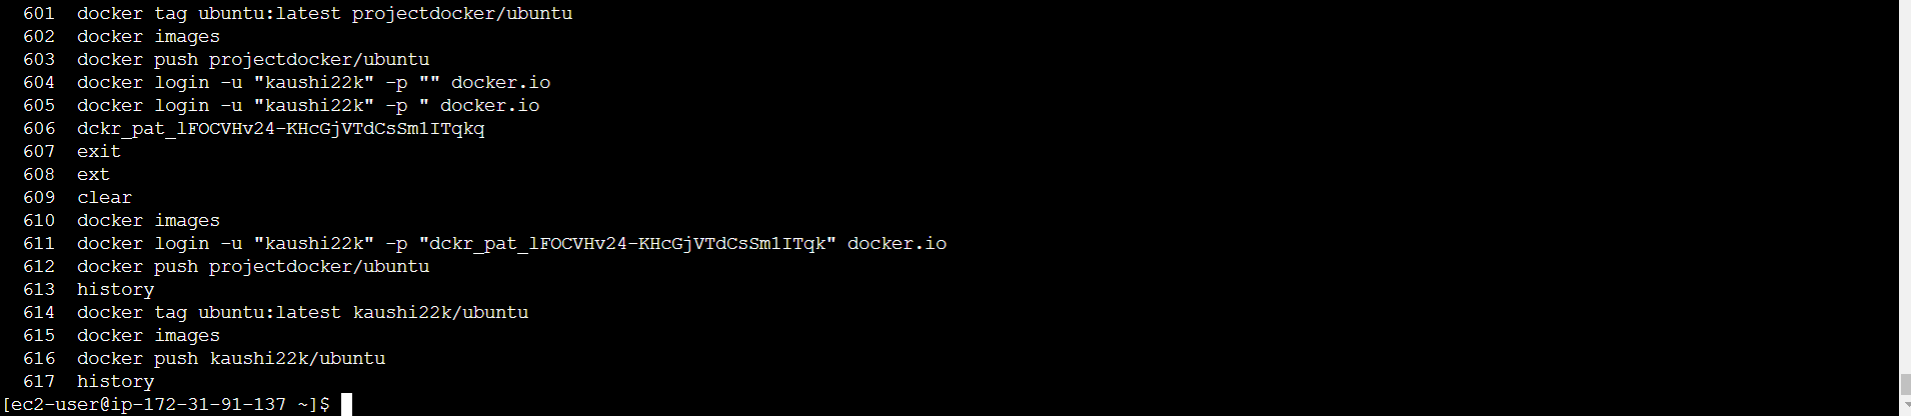 601 docker tag ubuntu:latest projectdocker/ubuntu
602 docker images
603 docker push projectdocker/ubuntu
604 docker login -u "kaushi22k" -p "" docker.io
605 docker login -u "kaushi22k" -p " docker.io
606 dckr_pat_lFOCVHv24-KHcGjVTdCsSm1ITqkq
607 exit
608 ext
609 clear
610 docker images
611 docker login -u "kaushi22k" -p "dckr_pat_lFOCVHv24-KHcGjVTdCsSm1ITqk" docker.io
612 docker push projectdocker/ubuntu
613 history
614 docker tag ubuntu:latest kaushi22k/ubuntu
615 docker images
616 docker push kaushi22k/ubuntu
617 history
[ec2-user@ip-172-31-91-137 ~]$